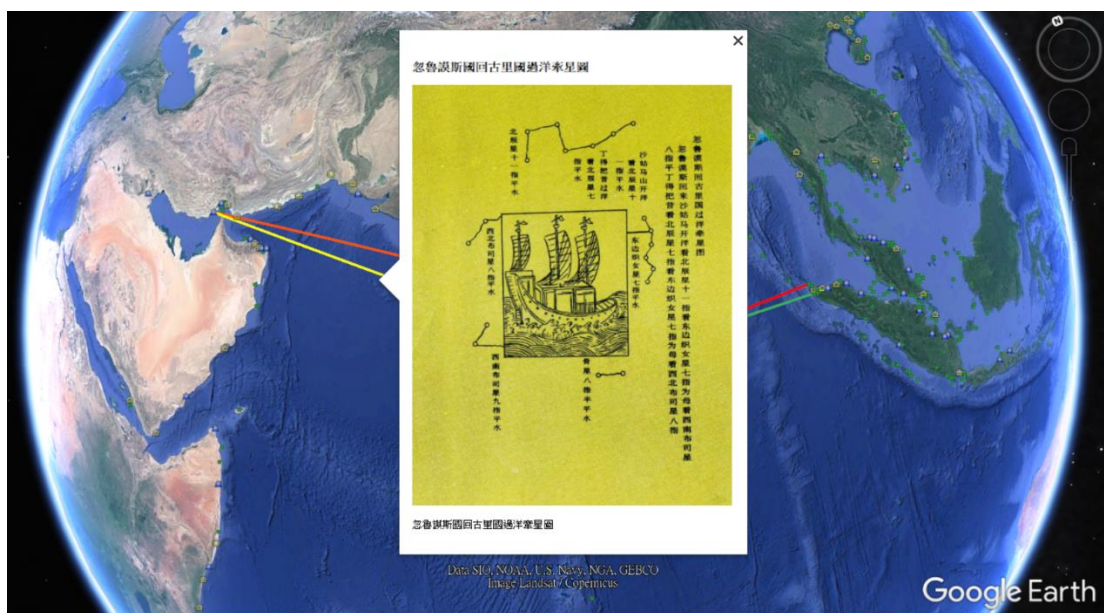 忽魯謨斯國回古里國過洋牽星圖
忽鲁谟斯回古里国过洋牵星图
忽鲁谟斯回来沙姑马开洋看北辰星十一指看东边织女星七指为母看西南布司星
八指平丁得把昔看北辰星七指看东边织女星七指为母看西北布司星八指
沙姑马山开洋
看北辰星十
一指平水
丁得把昔过洋
看北辰星七
指平水
北辰星十一指平水
东边织女星七指平水
西北布司星八指平水
骨星八指半平水
西南布司星九指平水
忽魯謨斯國回古里國過洋牽星圖
Data SIO, NOAA, U.S. Navy, NGA, GEBCO
Image Landsat / Copernicus
Google Earth
N